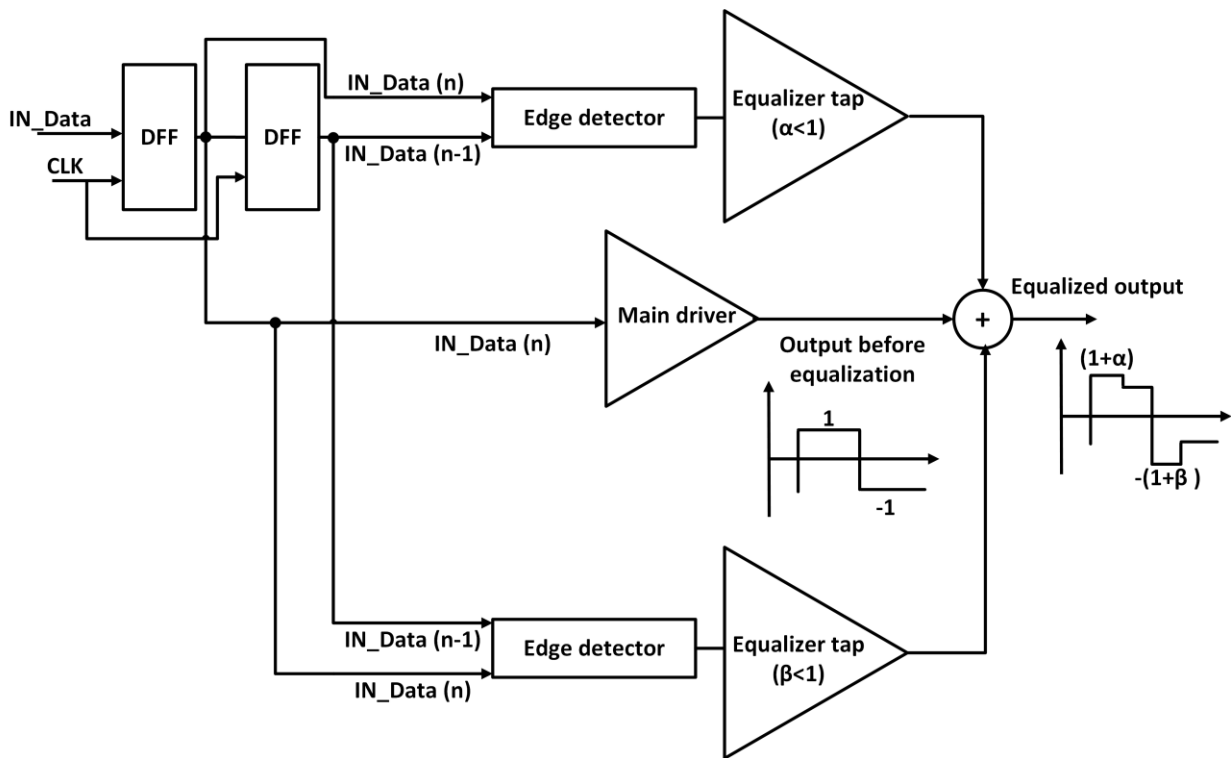 IN_Data
CLK
DFF
DFF
IN_Data (n)
IN_Data (n-1)
Edge detector
Equalizer tap
(α<1)
IN_Data (n)
Main driver
Output before
equalization
1
-1
+
Equalized output
(1+α)
-(1+β )
IN_Data (n-1)
IN_Data (n)
Edge detector
Equalizer tap
(β<1)